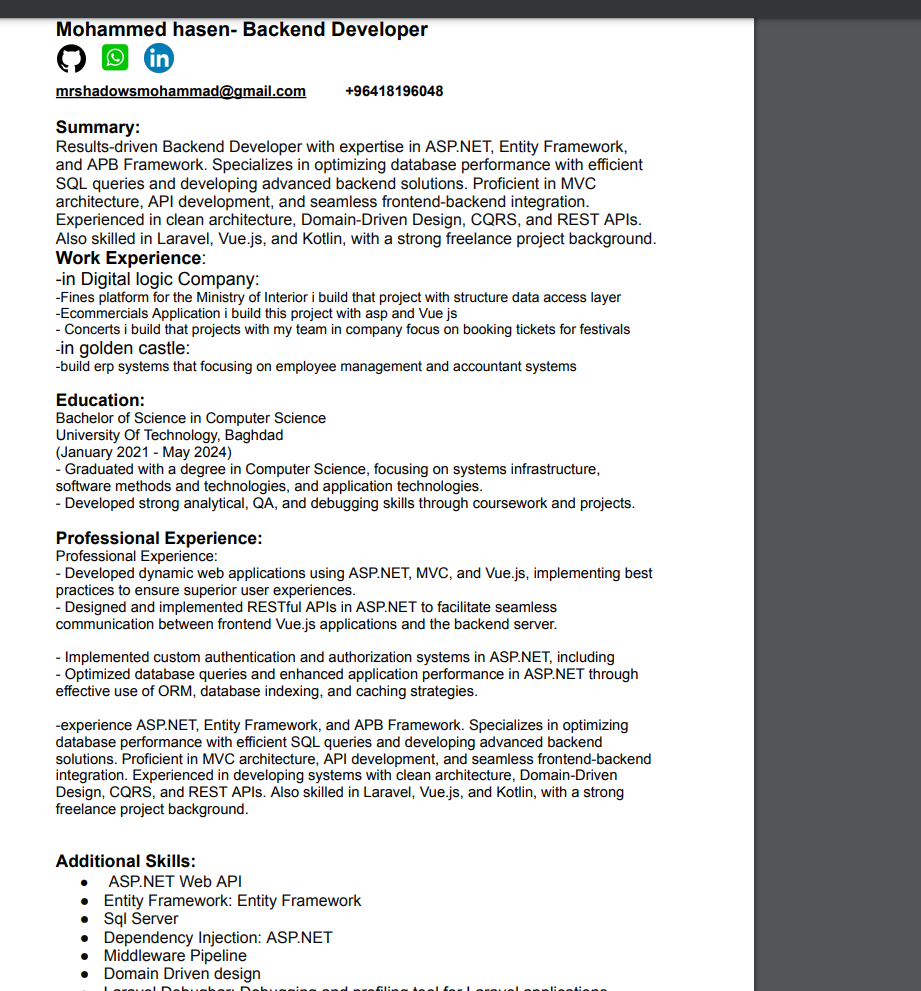 Mohammed hasen- Backend Developer
in
mrshadowsmohammad@gmail.com +96418196048
Summary:
Results-driven Backend Developer with expertise in ASP.NET, Entity Framework,
and APB Framework. Specializes in optimizing database performance with efficient
SQL queries and developing advanced backend solutions. Proficient in MVC
architecture, API development, and seamless frontend-backend integration.
Experienced in clean architecture, Domain-Driven Design, CQRS, and REST APIs.
Also skilled in Laravel, Vue.js, and Kotlin, with a strong freelance project background.
Work Experience:
-in Digital logic Company:
-Fines platform for the Ministry of Interior i build that project with structure data access layer
-Ecommercials Application i build this project with asp and Vue js
- Concerts i build that projects with my team in company focus on booking tickets for festivals
-in golden castle:
-build erp systems that focusing on employee management and accountant systems
Education:
Bachelor of Science in Computer Science
University Of Technology, Baghdad
(January 2021 - May 2024)
- Graduated with a degree in Computer Science, focusing on systems infrastructure,
software methods and technologies, and application technologies.
- Developed strong analytical, QA, and debugging skills through coursework and projects.
Professional Experience:
Professional Experience:
- Developed dynamic web applications using ASP.NET, MVC, and Vue.js, implementing best
practices to ensure superior user experiences.
- Designed and implemented RESTful APIs in ASP.NET to facilitate seamless
communication between frontend Vue.js applications and the backend server.
- Implemented custom authentication and authorization systems in ASP.NET, including
- Optimized database queries and enhanced application performance in ASP.NET through
effective use of ORM, database indexing, and caching strategies.
-experience ASP.NET, Entity Framework, and APB Framework. Specializes in optimizing
database performance with efficient SQL queries and developing advanced backend
solutions. Proficient in MVC architecture, API development, and seamless frontend-backend
integration. Experienced in developing systems with clean architecture, Domain-Driven
Design, CQRS, and REST APIs. Also skilled in Laravel, Vue.js, and Kotlin, with a strong
freelance project background.
Additional Skills:
● ASP.NET Web API
● Entity Framework: Entity Framework
● Sql Server
● Dependency Injection: ASP.NET
● Middleware Pipeline
● Domain Driven design
● Laravel Debugbar: Debugging and profiling tool for Laravel applications